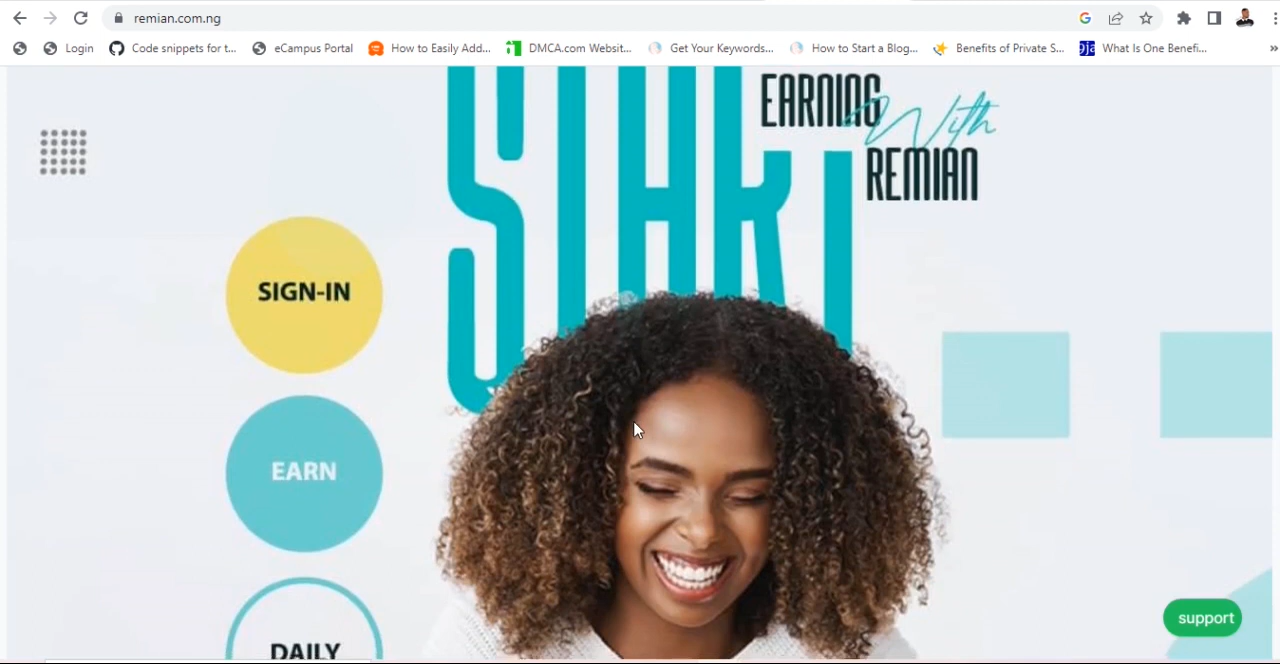 remian.com.ng
Login
Code snippets for t...
eCampus Portal
How to Easily Add...
DMCA.com Websit...
Get Your Keywords...
How to Start a Blog...
Benefits of Private S...
What Is One Benefi...
START
EARNING
With
REMIAN
SIGN-IN
EARN
DAILY
support